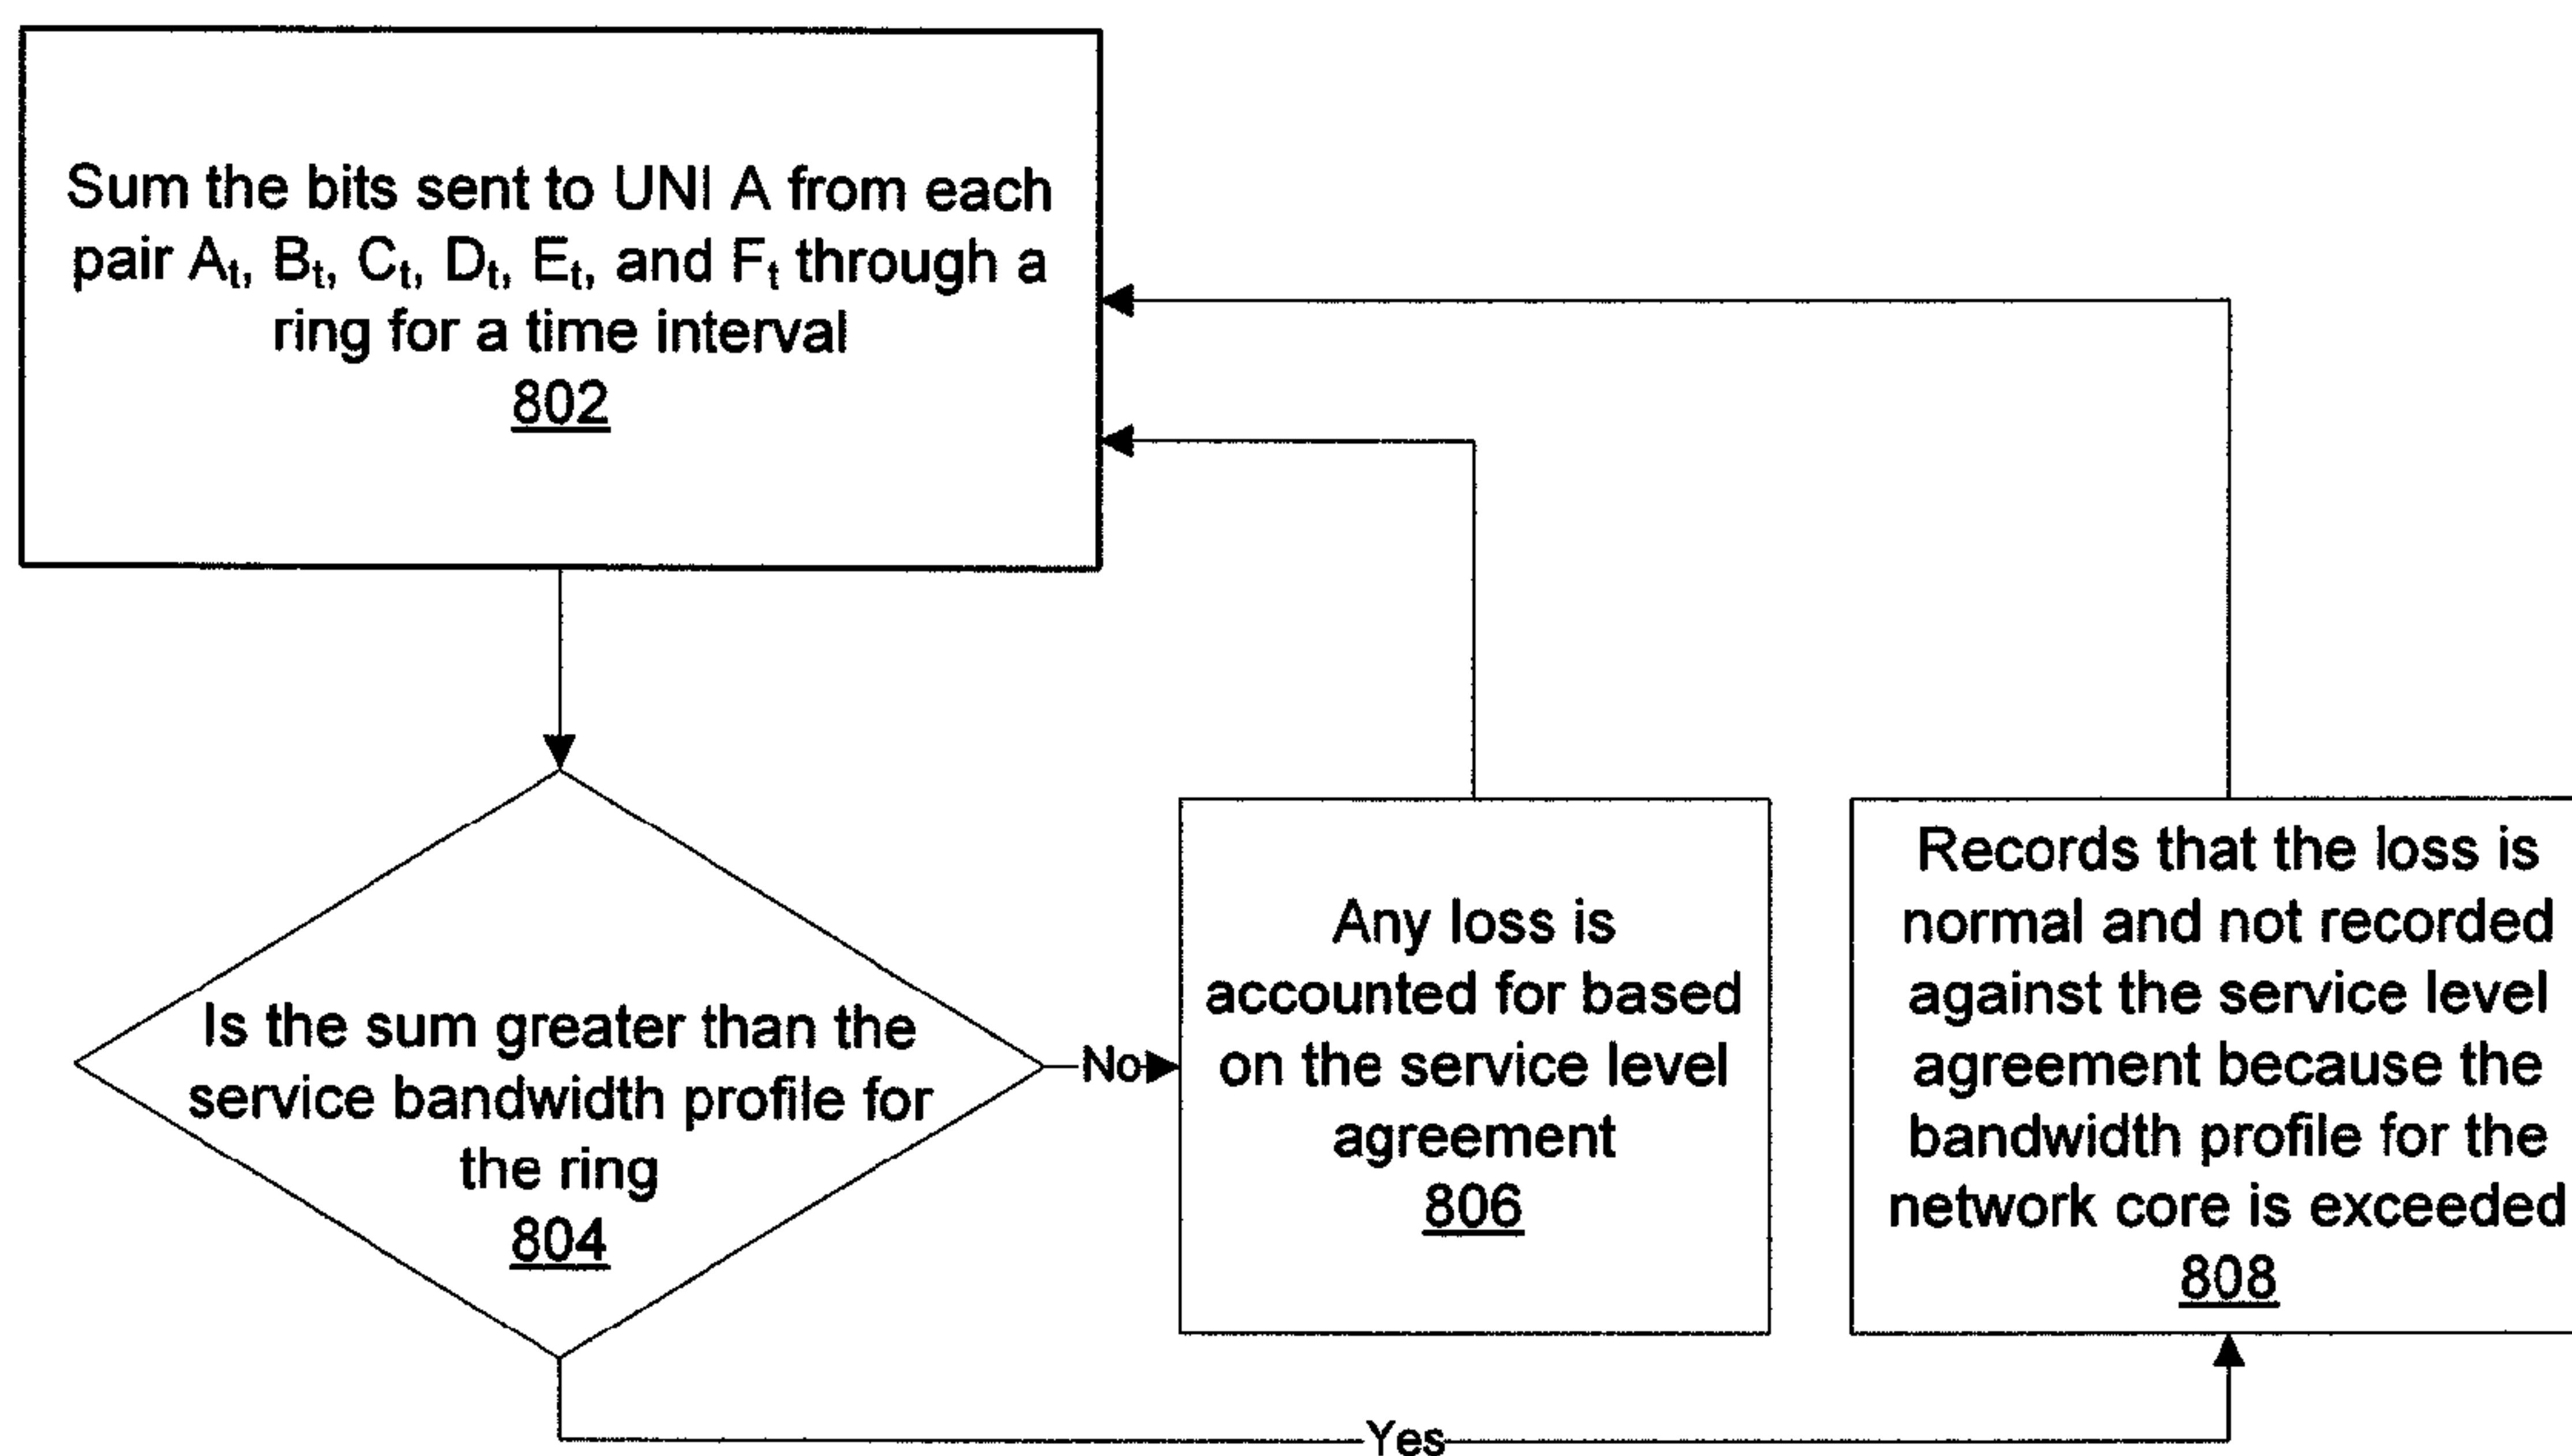 Sum the bits sent to UNI A from each
pair Aₜ, Bₜ, Cₜ, Dₜ, Eₜ, and Fₜ through a
ring for a time interval
802
Is the sum greater than the
service bandwidth profile for
the ring
804
No
Any loss is
accounted for based
on the service level
agreement
806
Records that the loss is
normal and not recorded
against the service level
agreement because the
bandwidth profile for the
network core is exceeded
808
Yes